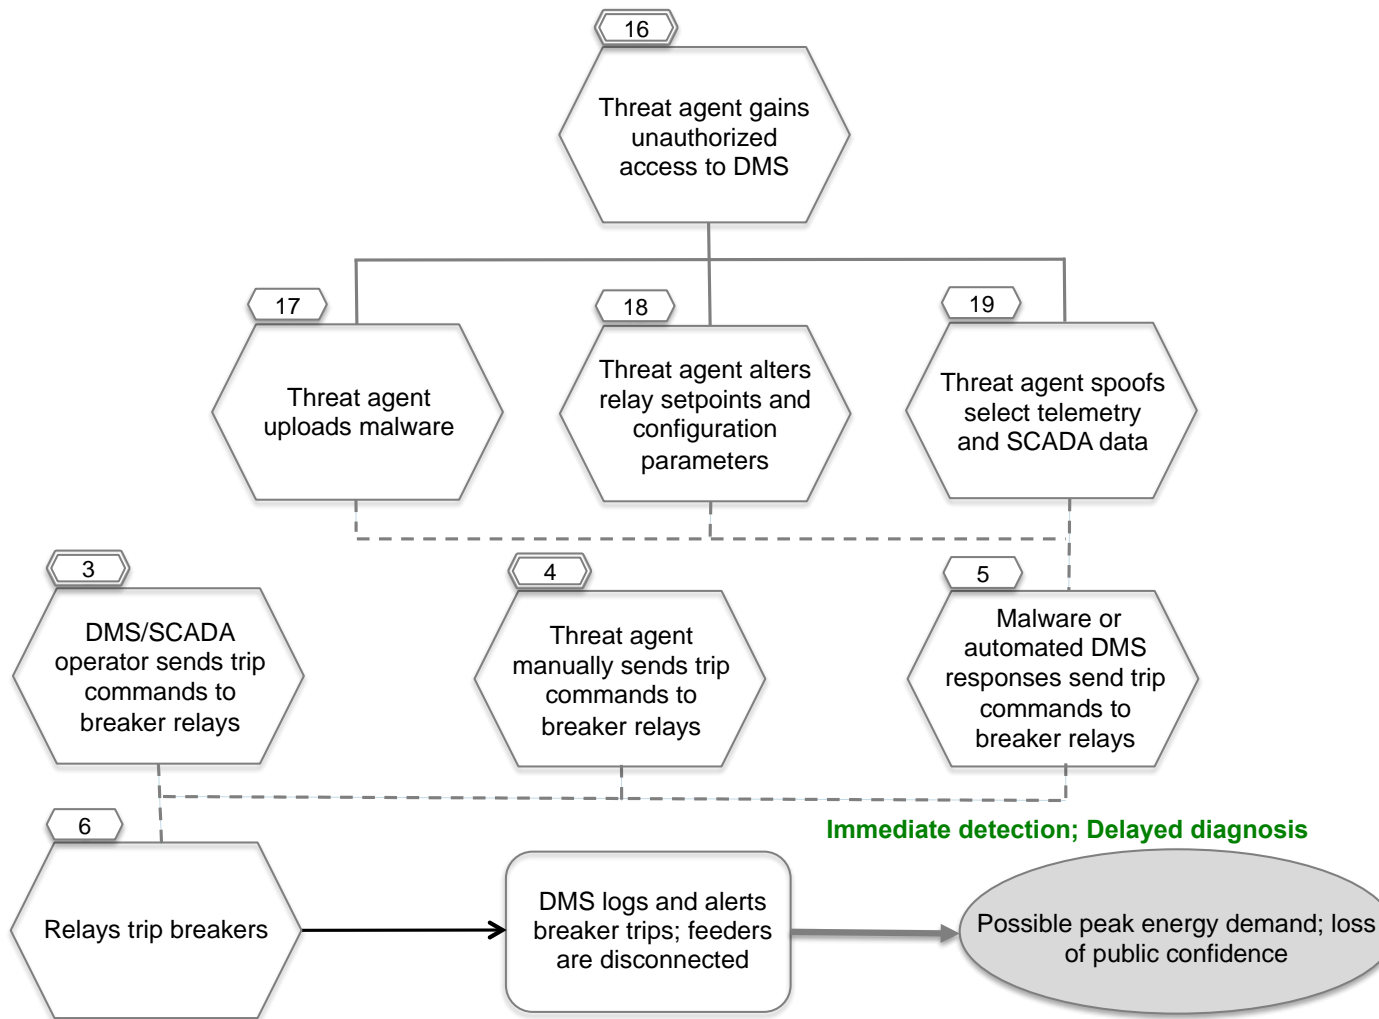 16
Threat agent gains
unauthorized
access to DMS
17
Threat agent
uploads malware
18
Threat agent alters
relay setpoints and
configuration
parameters
19
Threat agent spoofs
select telemetry
and SCADA data
3
DMS/SCADA
operator sends trip
commands to
breaker relays
4
Threat agent
manually sends trip
commands to
breaker relays
5
Malware or
automated DMS
responses send trip
commands to
breaker relays
6
Relays trip breakers
DMS logs and alerts
breaker trips; feeders
are disconnected
Immediate detection; Delayed diagnosis
Possible peak energy demand; loss
of public confidence